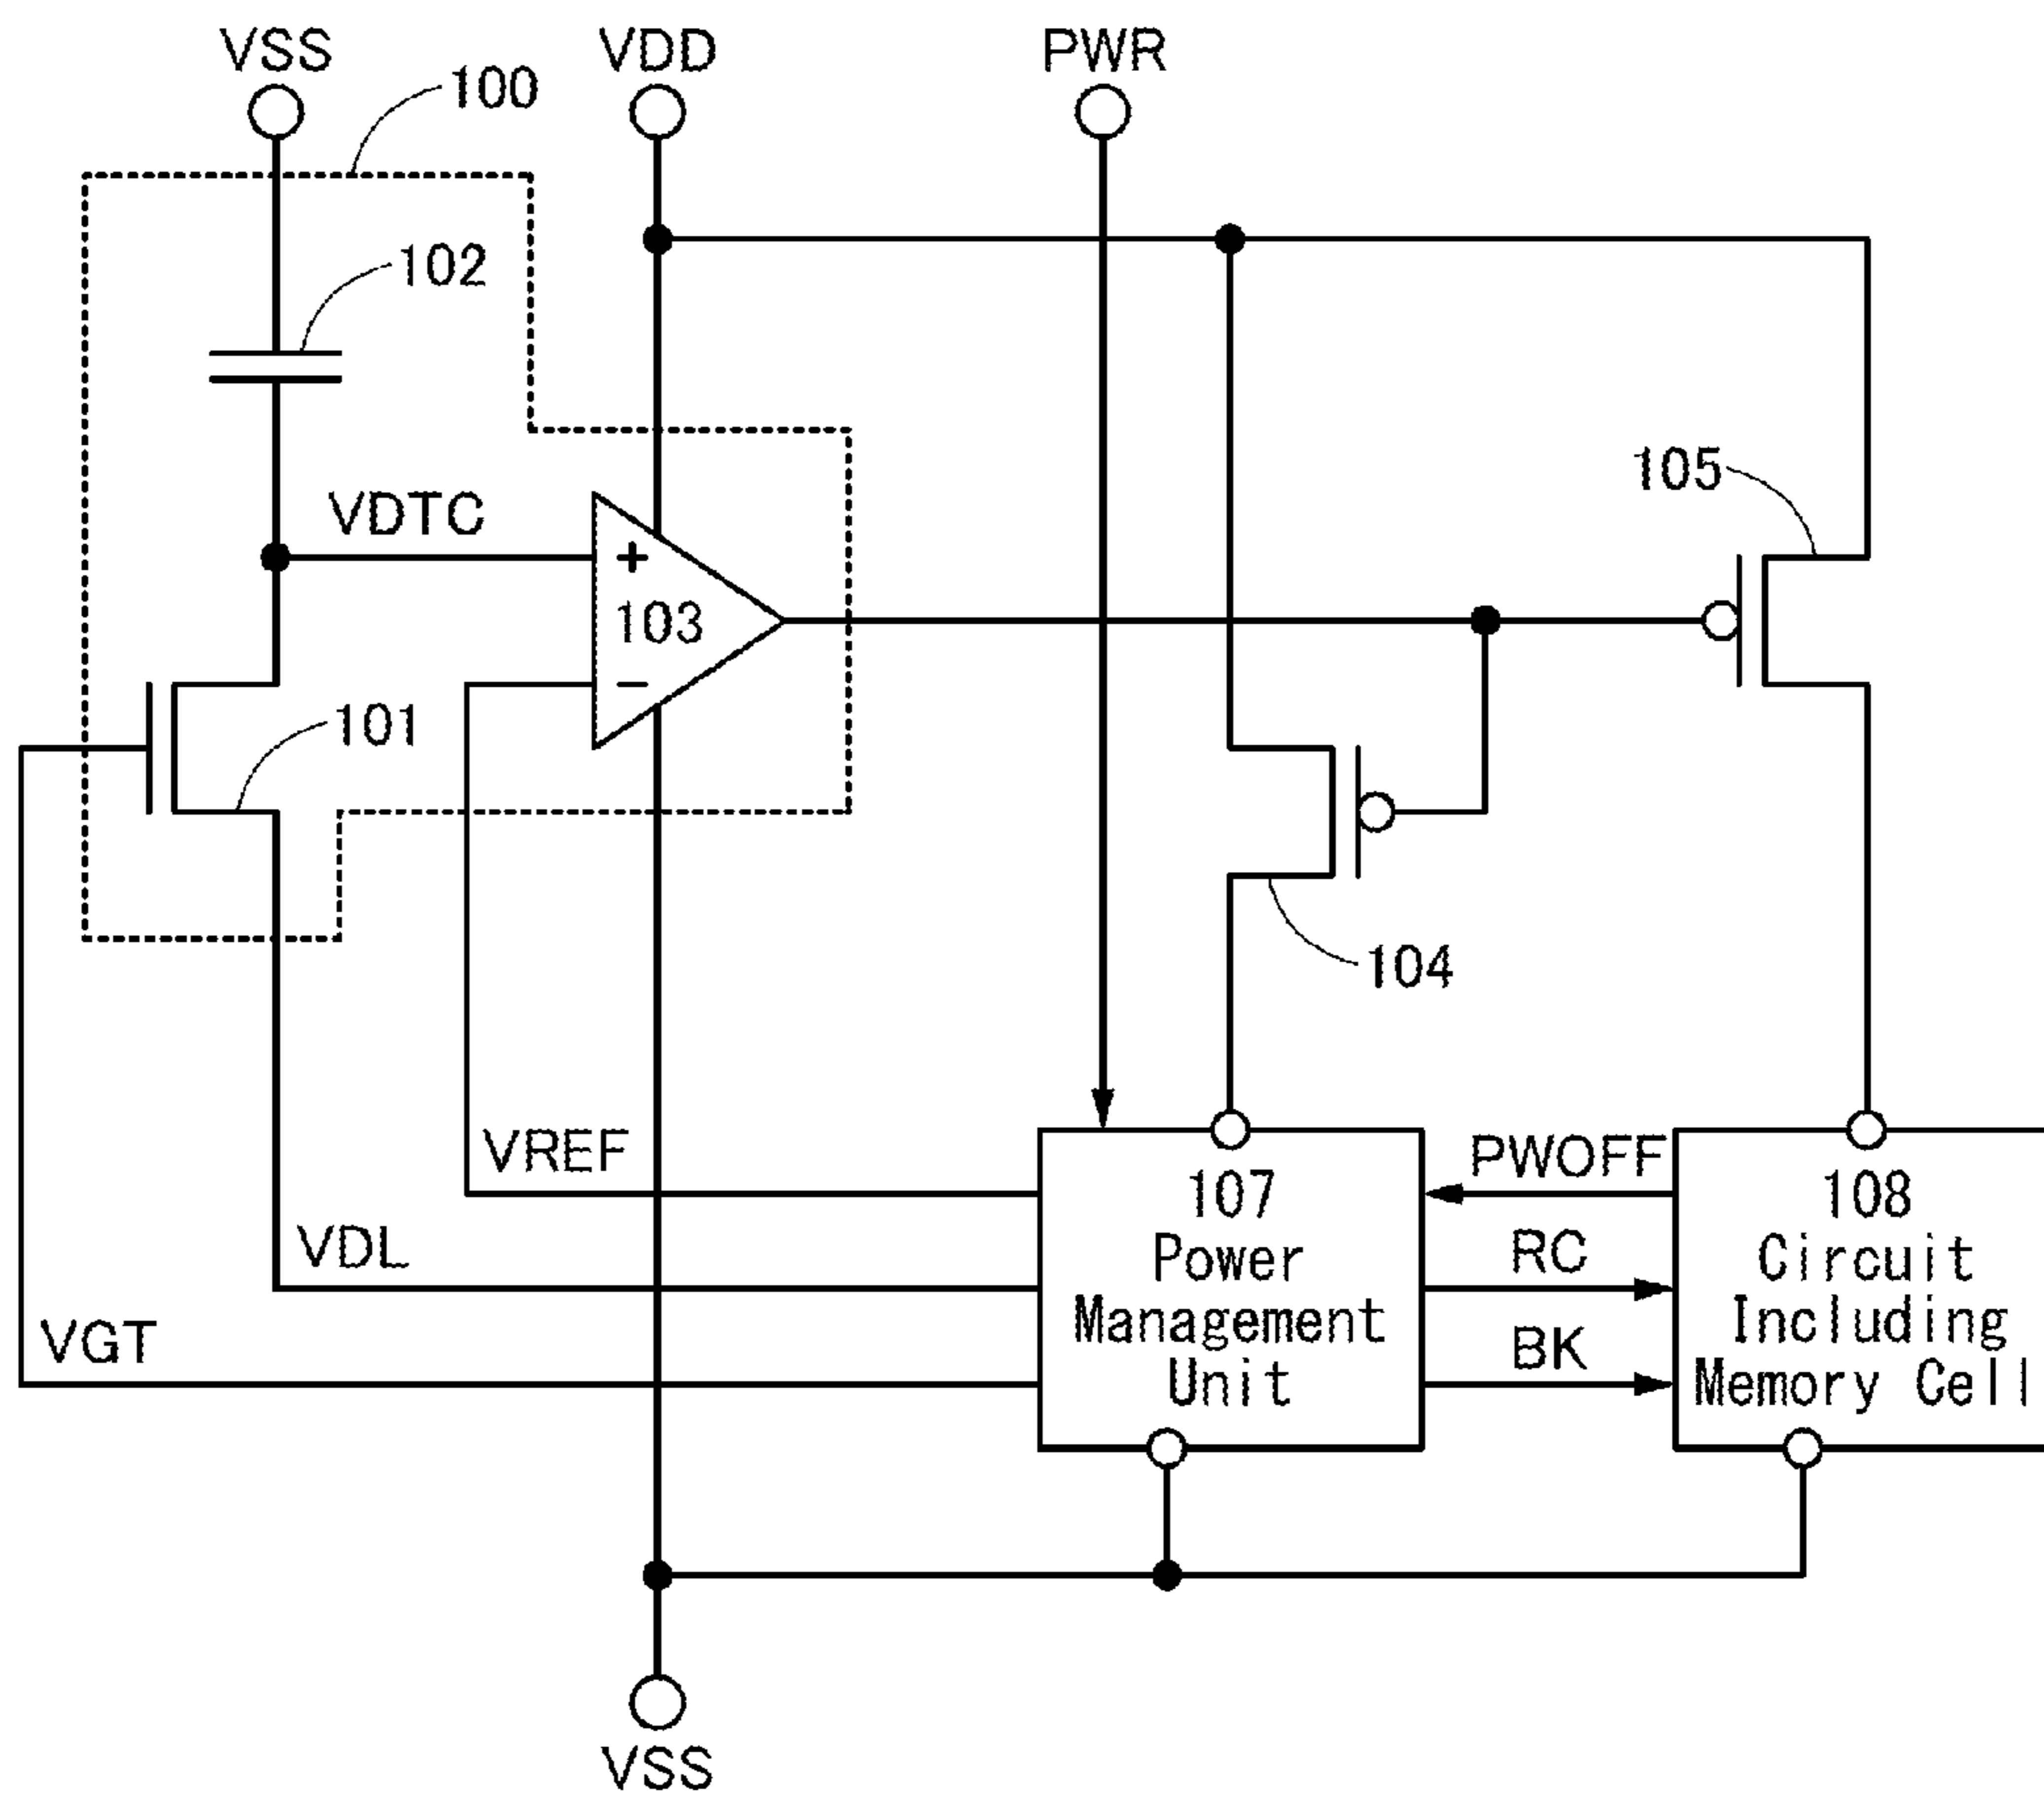 VSS
VDD
PWR
100
102
105
VDTC
+
103
−
101
104
VREF
PWOFF
107
108
VDL
Power
RC
Circuit
Management
Including
VGT
BK
Unit
Memory Cell
VSS